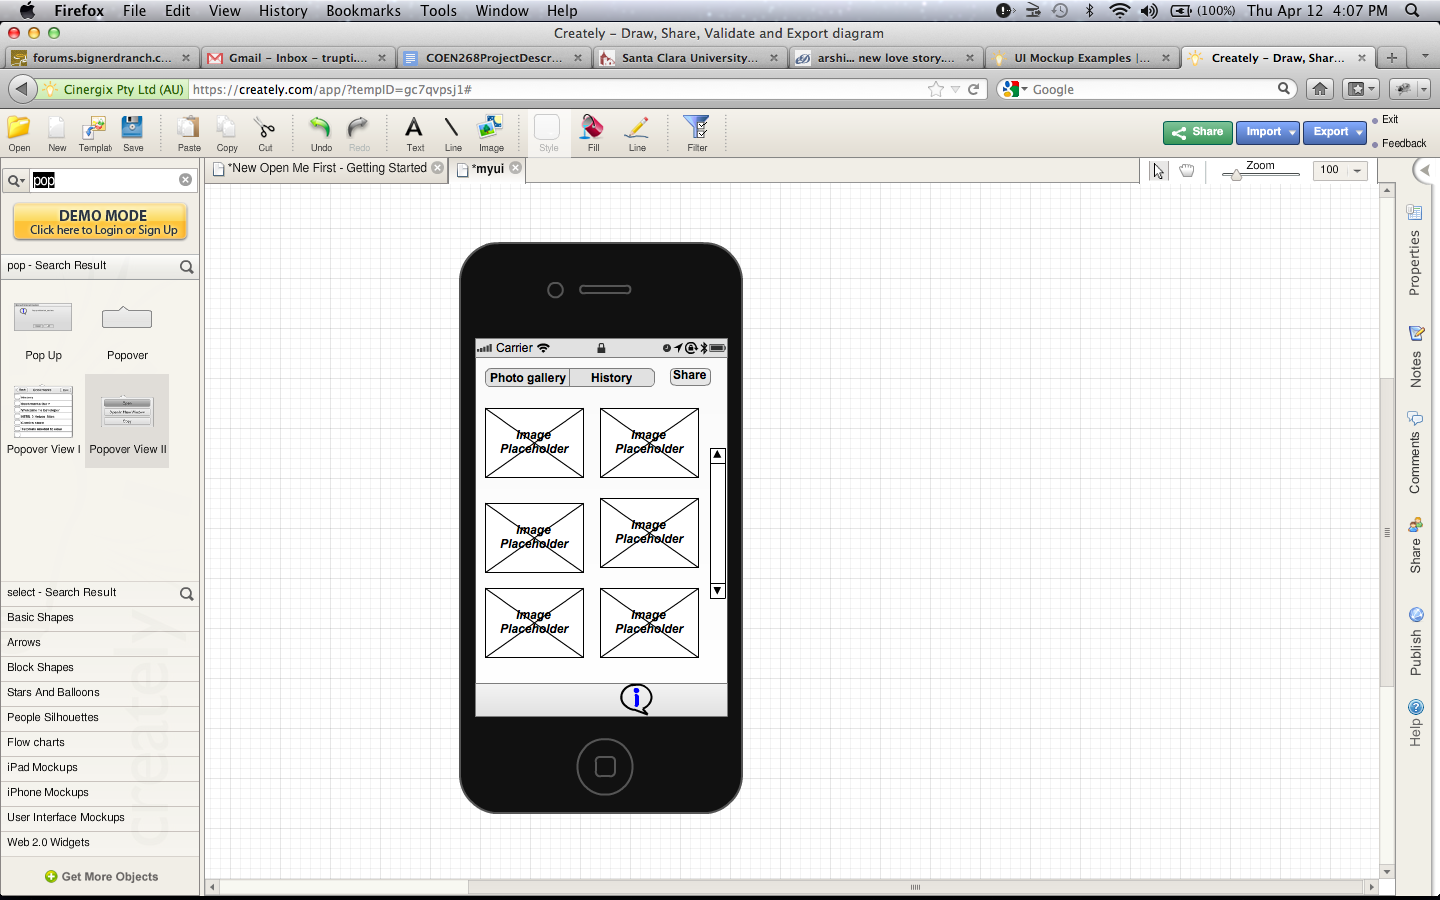 Firefox File Edit View History Bookmarks Tools Window Help (100%) Thu Apr 12 4:07 PM
Creately – Draw, Share, Validate and Export diagram
forums.bignerdranch.c... Gmail – Inbox – trupti.... COEN268ProjectDescr... Santa Clara University... arshi... new love story.... UI Mockup Examples |... Creately – Draw, Shar...
Cinergix Pty Ltd (AU) https://creately.com/app/?tempID=gc7qvpsj1# Google
Open New Templat Save Paste Copy Cut Undo Redo Text Line Image Style Fill Line Filter Share Import Export Exit
Feedback
pop *New Open Me First - Getting Started *myui Zoom 100
DEMO MODE
Click here to Login or Sign Up
pop - Search Result
Pop Up Popover
Popover View I Popover View II
select - Search Result
Basic Shapes
Arrows
Block Shapes
Stars And Balloons
People Silhouettes
Flow charts
iPad Mockups
iPhone Mockups
User Interface Mockups
Web 2.0 Widgets
Get More Objects
creately
Carrier
Photo gallery History Share
Image Placeholder
Image Placeholder
Image Placeholder
Image Placeholder
Image Placeholder
Image Placeholder
i
Properties
Notes
Comments
Share
Publish
Help